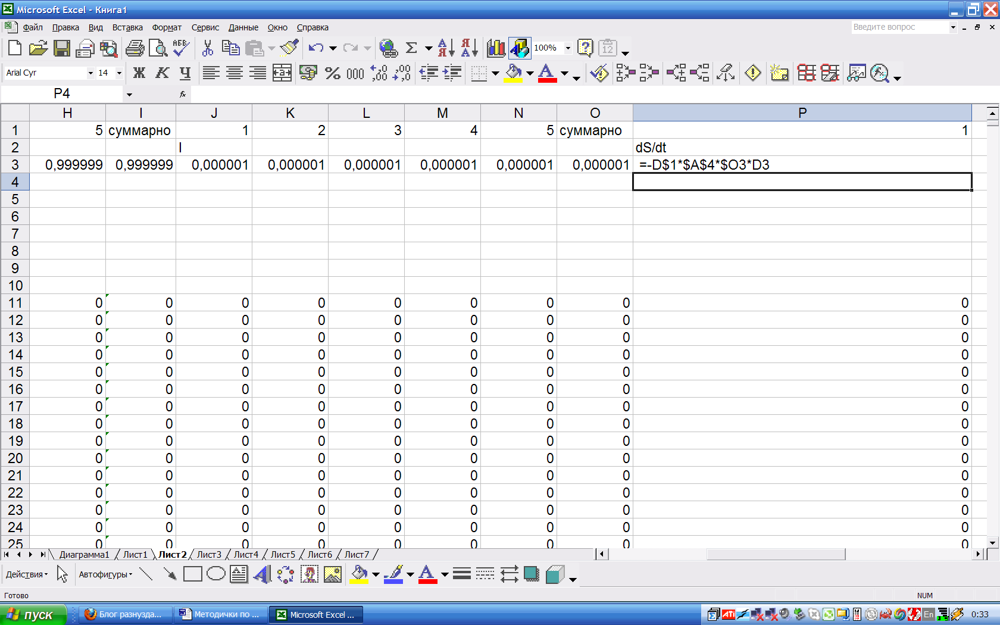 Microsoft Excel - Книга1
Файл Правка Вид Вставка Формат Сервис Данные Окно Справка Введите вопрос
100%
Arial Cyr 14 Ж К Ч
P4 fx
H I J K L M N O P
1 5 суммарно 1 2 3 4 5 суммарно 1
2 I dS/dt
3 0,999999 0,999999 0,000001 0,000001 0,000001 0,000001 0,000001 0,000001 =-D$1*$A$4*$O3*D3
4
5
6
7
8
9
10
11 0 0 0 0 0 0 0 0 0
12 0 0 0 0 0 0 0 0 0
13 0 0 0 0 0 0 0 0 0
14 0 0 0 0 0 0 0 0 0
15 0 0 0 0 0 0 0 0 0
16 0 0 0 0 0 0 0 0 0
17 0 0 0 0 0 0 0 0 0
18 0 0 0 0 0 0 0 0 0
19 0 0 0 0 0 0 0 0 0
20 0 0 0 0 0 0 0 0 0
21 0 0 0 0 0 0 0 0 0
22 0 0 0 0 0 0 0 0 0
23 0 0 0 0 0 0 0 0 0
24 0 0 0 0 0 0 0 0 0
25 0 0 0 0 0 0 0 0 0
Диаграмма1 Лист1 Лист2 Лист3 Лист4 Лист5 Лист6 Лист7
Действия Автофигуры
Готово NUM
пуск Блог разнузда... Методички по ... Microsoft Excel ... ATI En 0:33